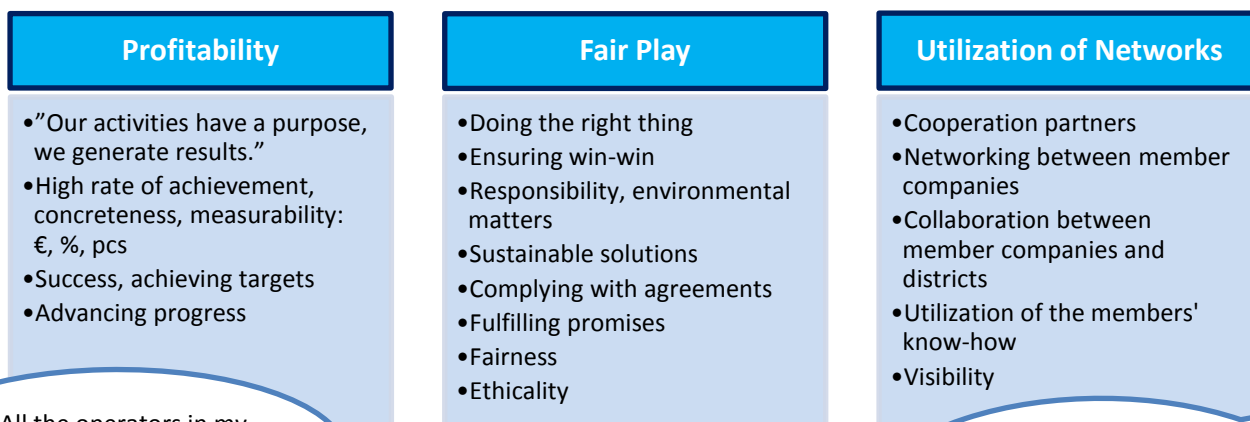 Profitability
•”Our activities have a purpose,
we generate results.”
•High rate of achievement,
concreteness, measurability:
€, %, pcs
•Success, achieving targets
•Advancing progress
All the operators in my
Fair Play
•Doing the right thing
•Ensuring win-win
•Responsibility, environmental
matters
•Sustainable solutions
•Complying with agreements
•Fulfilling promises
•Fairness
•Ethicality
Utilization of Networks
•Cooperation partners
•Networking between member
companies
•Collaboration between
member companies and
districts
•Utilization of the members'
know-how
•Visibility